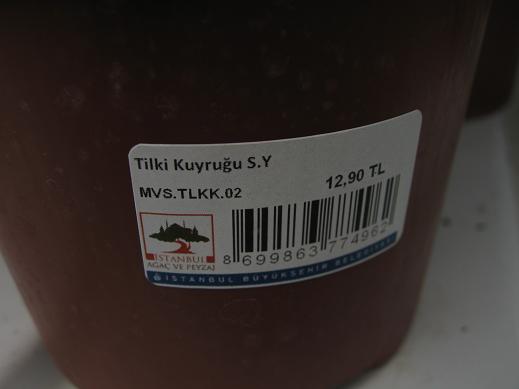 Tilki Kuyruğu S.Y
MVS.TLKK.02
12,90 TL
İSTANBUL
AĞAÇ VE PEYZAJ
8 699863 774962
İSTANBUL BÜYÜKŞEHİR BELEDİYESİ